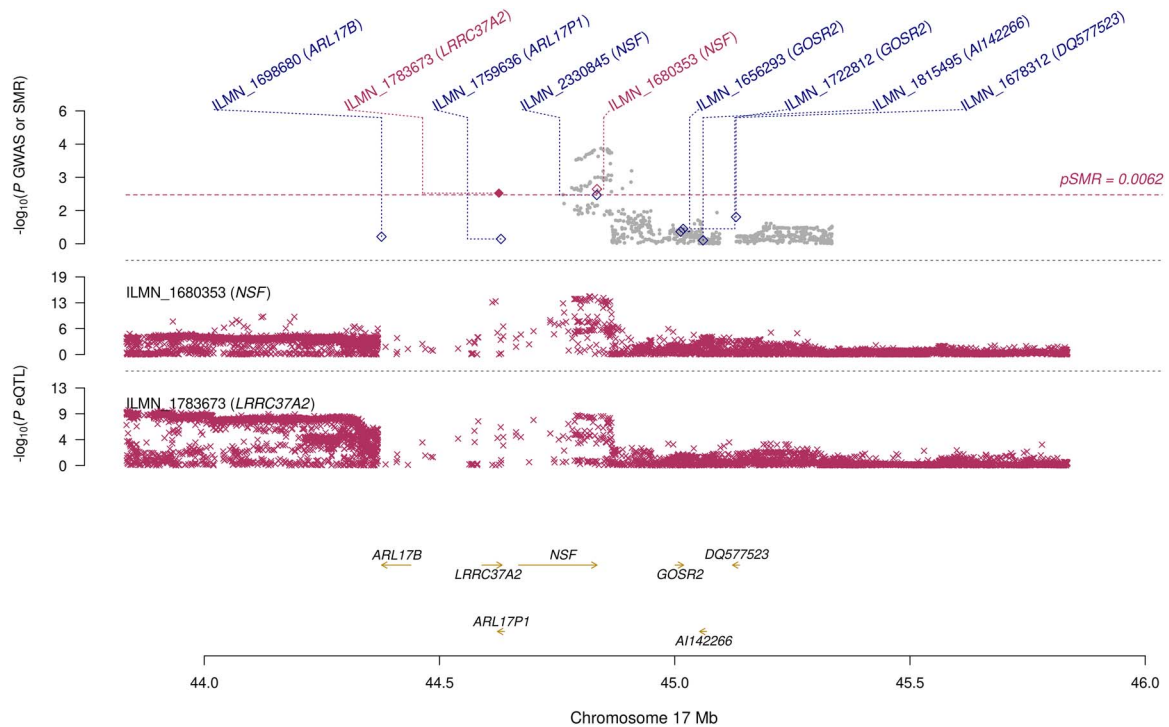 ILMN_1698680 (ARL17B)
ILMN_1783673 (LRRC37A2)
ILMN_1759636 (ARL17P1)
ILMN_2330845 (NSF)
ILMN_1680353 (NSF)
ILMN_1656293 (GOSR2)
ILMN_1722812 (GOSR2)
ILMN_1815495 (AI142266)
ILMN_1678312 (DQ577523)
-log10(P GWAS or SMR)
6
4
3
2
0
pSMR = 0.0062
19
13
6
0
ILMN_1680353 (NSF)
-log10(P eQTL)
13
9
4
0
ILMN_1783673 (LRRC37A2)
ARL17B
NSF
DQ577523
LRRC37A2
GOSR2
ARL17P1
AI142266
44.0 44.5 45.0 45.5 46.0
Chromosome 17 Mb